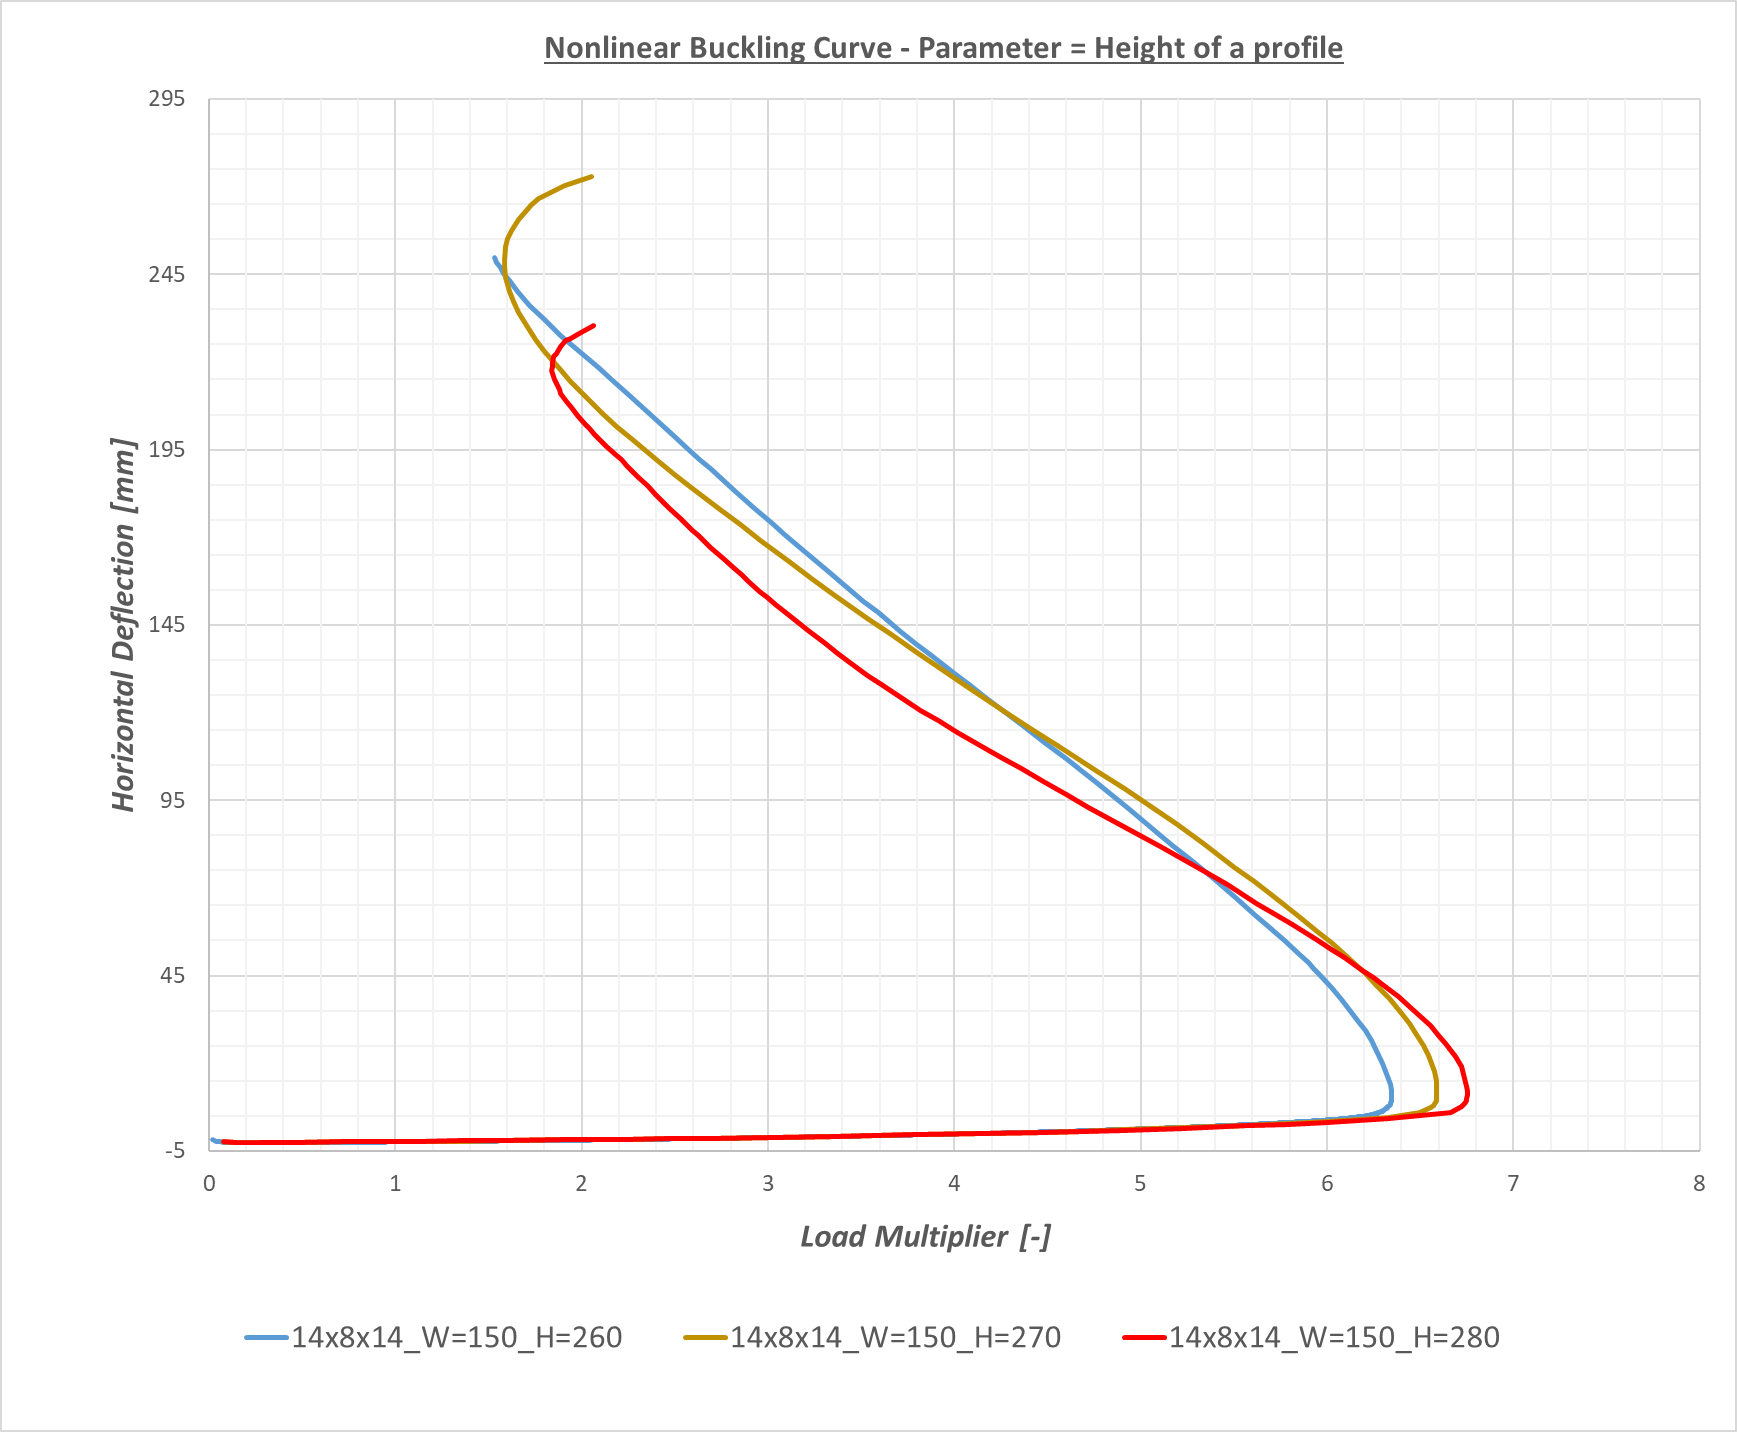 Nonlinear Buckling Curve - Parameter = Height of a profile
295
245
195
145
95
45
-5
Horizontal Deflection [mm]
0 1 2 3 4 5 6 7 8
Load Multiplier [-]
14x8x14_W=150_H=260 14x8x14_W=150_H=270 14x8x14_W=150_H=280